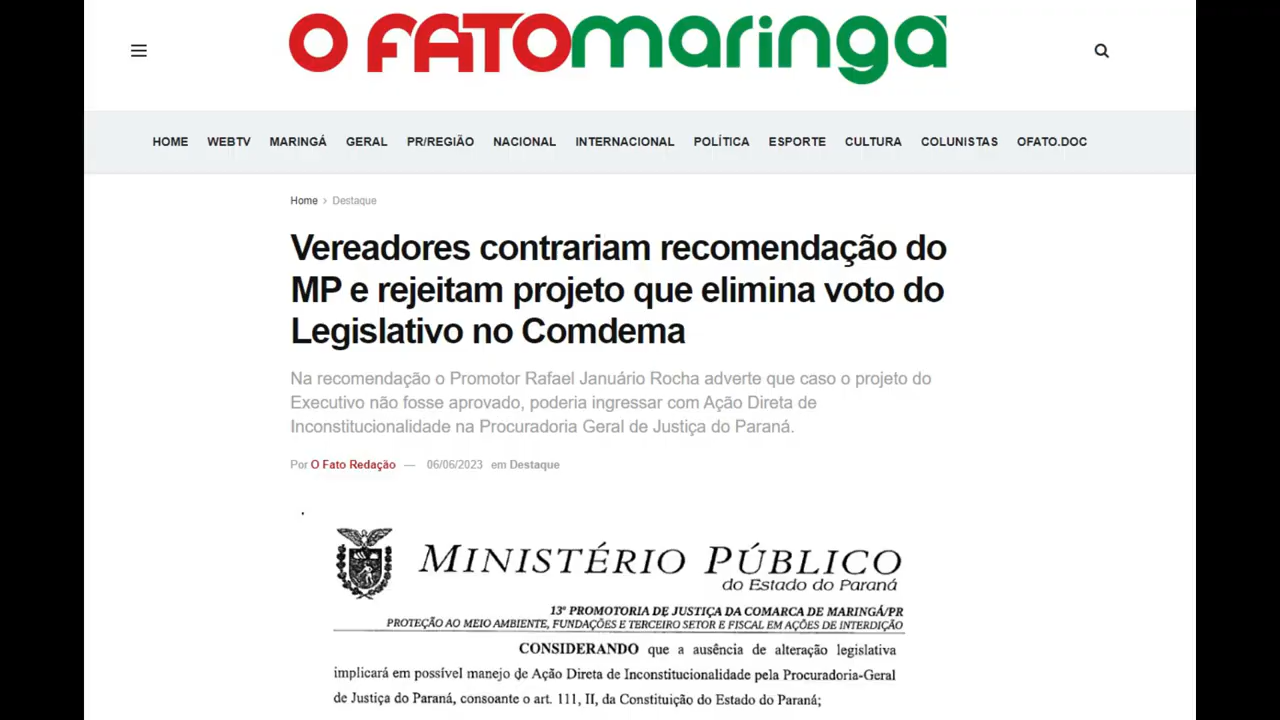 O FATO maringá
HOME WEBTV MARINGÁ GERAL PR/REGIÃO NACIONAL INTERNACIONAL POLÍTICA ESPORTE CULTURA COLUNISTAS OFATO.DOC
Home > Destaque
Vereadores contrariam recomendação do
MP e rejeitam projeto que elimina voto do
Legislativo no Comdema
Na recomendação o Promotor Rafael Januário Rocha adverte que caso o projeto do
Executivo não fosse aprovado, poderia ingressar com Ação Direta de
Inconstitucionalidade na Procuradoria Geral de Justiça do Paraná.
Por O Fato Redação — 06/06/2023 em Destaque
MINISTÉRIO PÚBLICO
do Estado do Paraná
13ª PROMOTORIA DE JUSTIÇA DA COMARCA DE MARINGÁ/PR
PROTEÇÃO AO MEIO AMBIENTE, FUNDAÇÕES E TERCEIRO SETOR E FISCAL EM AÇÕES DE INTERDIÇÃO
CONSIDERANDO que a ausência de alteração legislativa
implicará em possível manejo de Ação Direta de Inconstitucionalidade pela Procuradoria-Geral
de Justiça do Paraná, consoante o art. 111, II, da Constituição do Estado do Paraná;